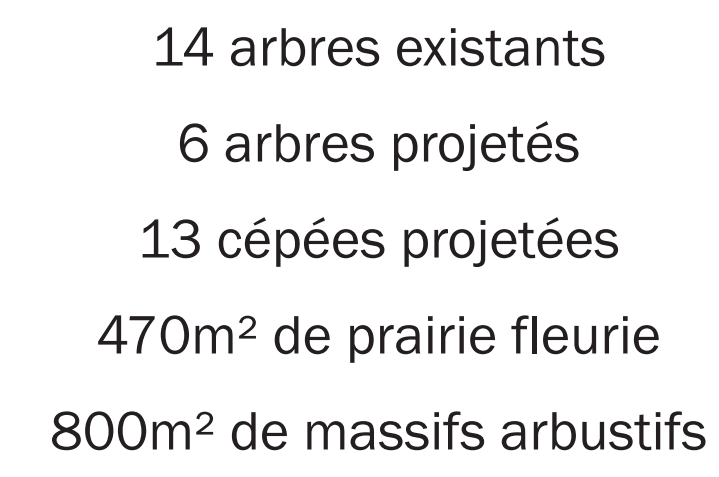 14 arbres existants
6 arbres projetés
13 cépées projetées
470m² de prairie fleurie
800m² de massifs arbustifs